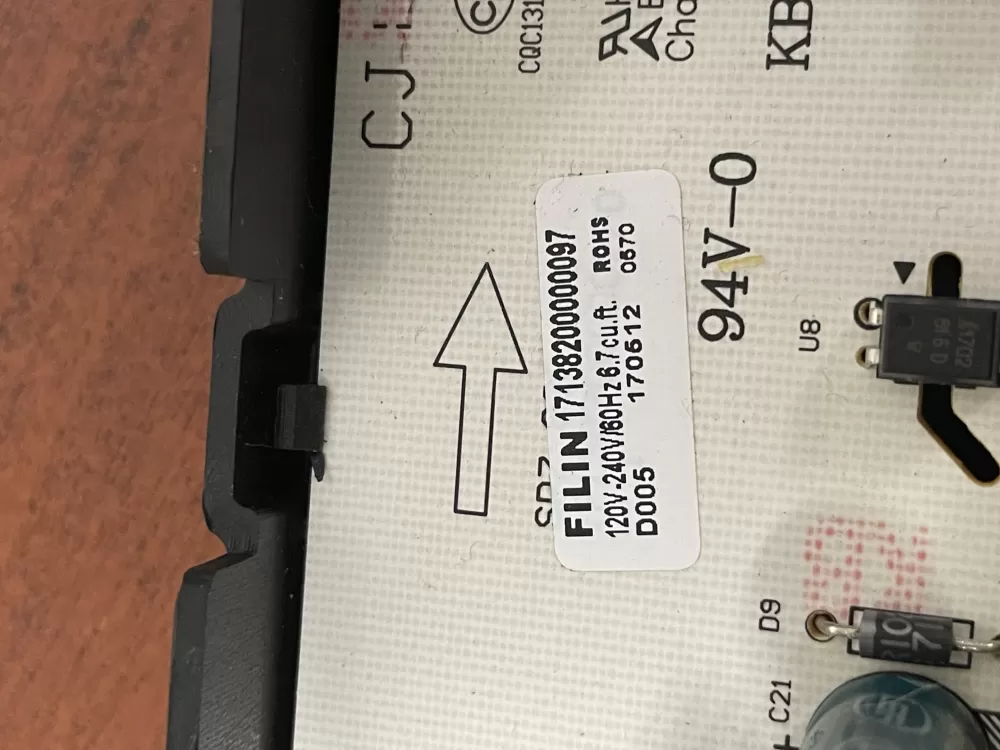 FILIN 17138200000097
120V-240V/60Hz 6.7cu.ft. ROHS
D005 170612 0670
94V-0
CJ
CQC131
Cha
KB
U8
D9
C21